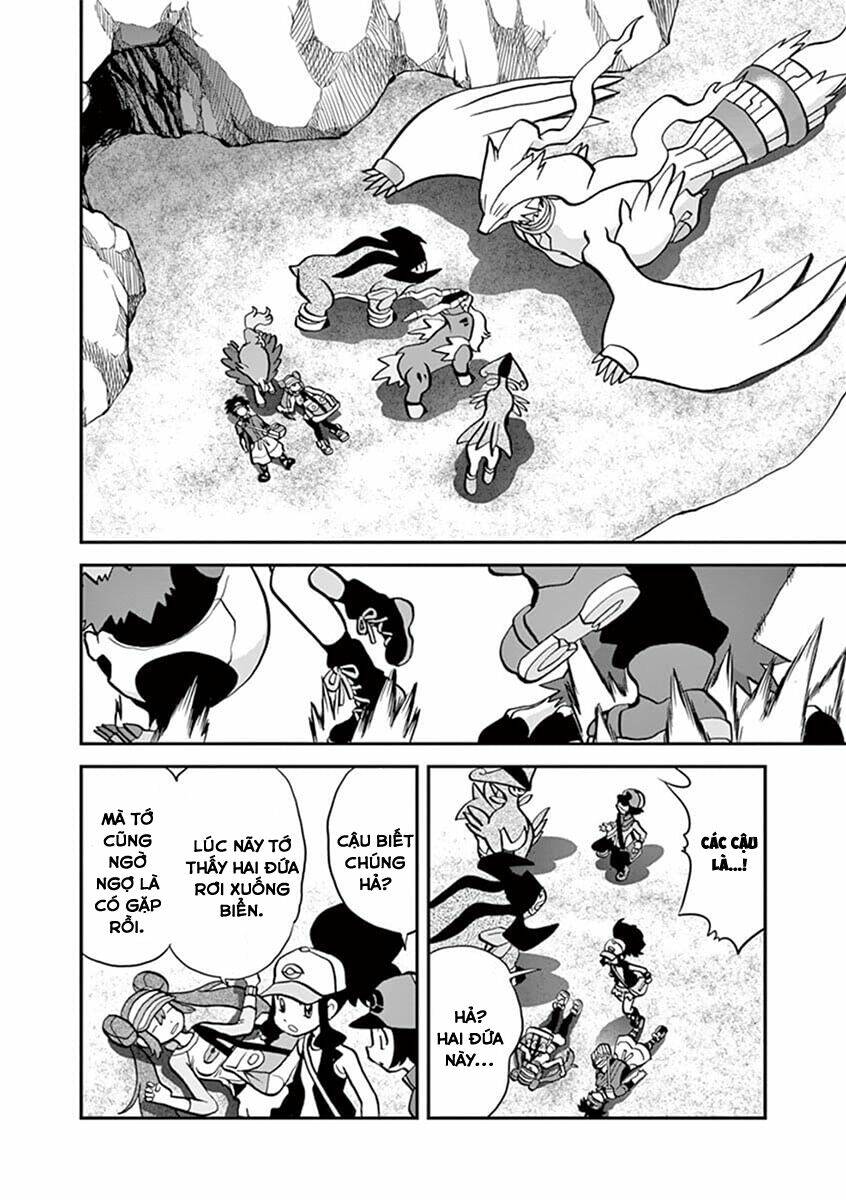 CÁC CẬU
LÀ...!
HẢ?
HAI ĐỨA
NÀY...
CẬU BIẾT
CHÚNG
HẢ?
LÚC NÃY TỚ
THẤY HAI ĐỨA
RƠI XUỐNG
BIỂN.
MÀ TỚ
CŨNG
NGỜ
NGỢ LÀ
CÓ GẶP
RỒI.